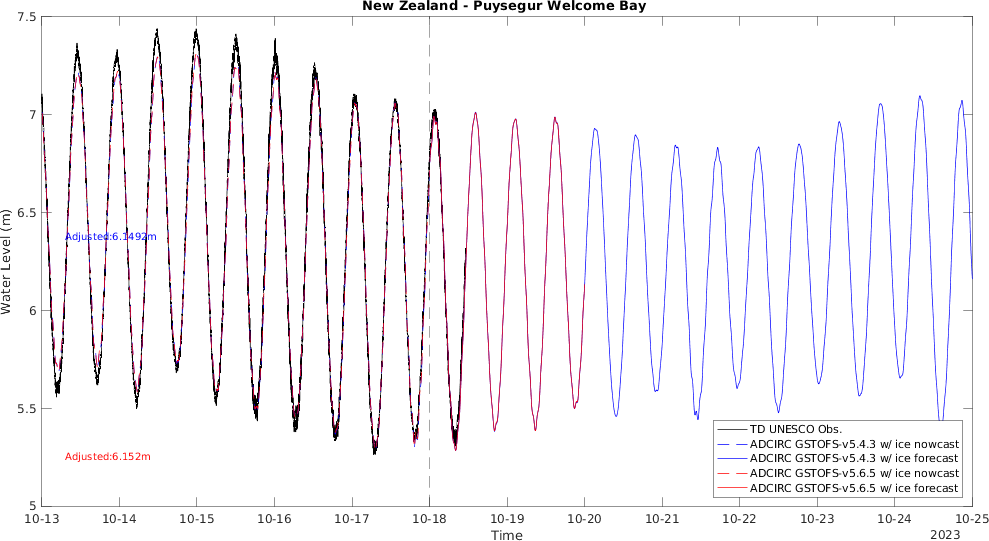 New Zealand - Puysegur Welcome Bay
7.5
7
6.5
6
5.5
5
Water Level (m)
Adjusted:6.1492m
Adjusted:6.152m
TD UNESCO Obs.
ADCIRC GSTOFS-v5.4.3 w/ ice nowcast
ADCIRC GSTOFS-v5.4.3 w/ ice forecast
ADCIRC GSTOFS-v5.6.5 w/ ice nowcast
ADCIRC GSTOFS-v5.6.5 w/ ice forecast
10-13 10-14 10-15 10-16 10-17 10-18 10-19 10-20 10-21 10-22 10-23 10-24 10-25
Time
2023